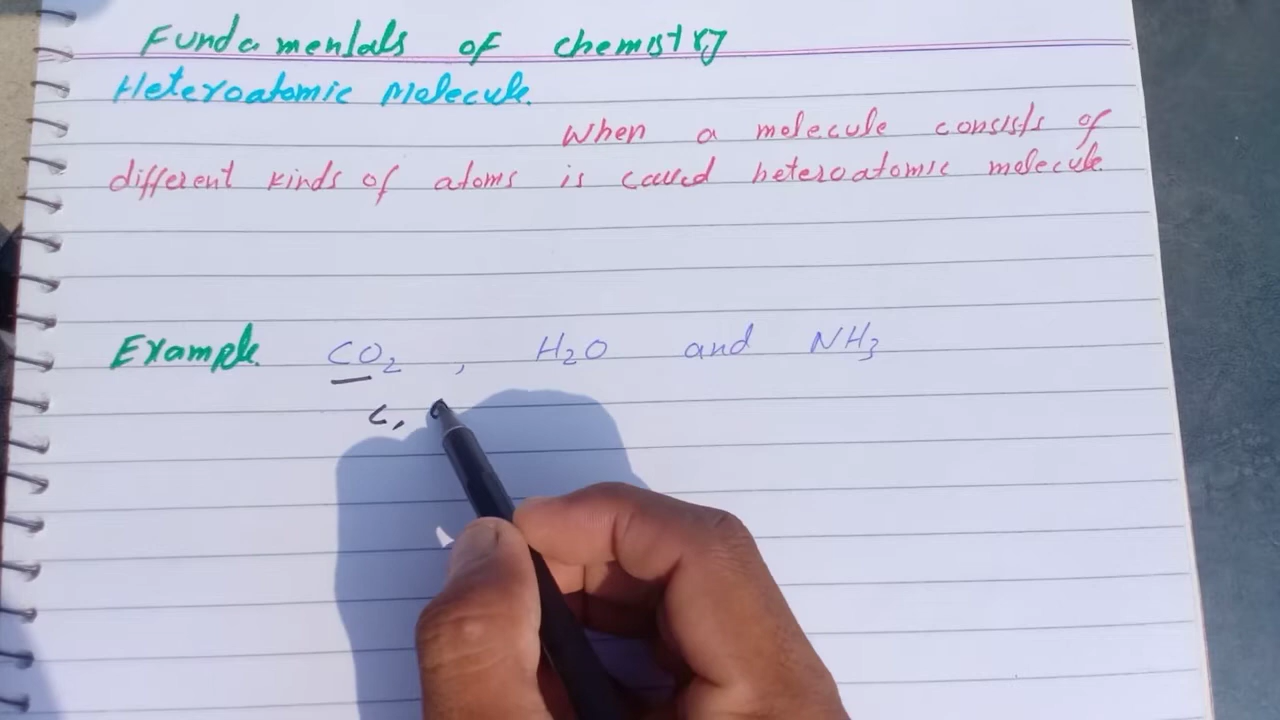 Fundamentals of chemistry
Heteroatomic Molecule.
When a molecule consists of
different kinds of atoms is called heteroatomic molecule.
Example. CO2 , H2O and NH3
C, O